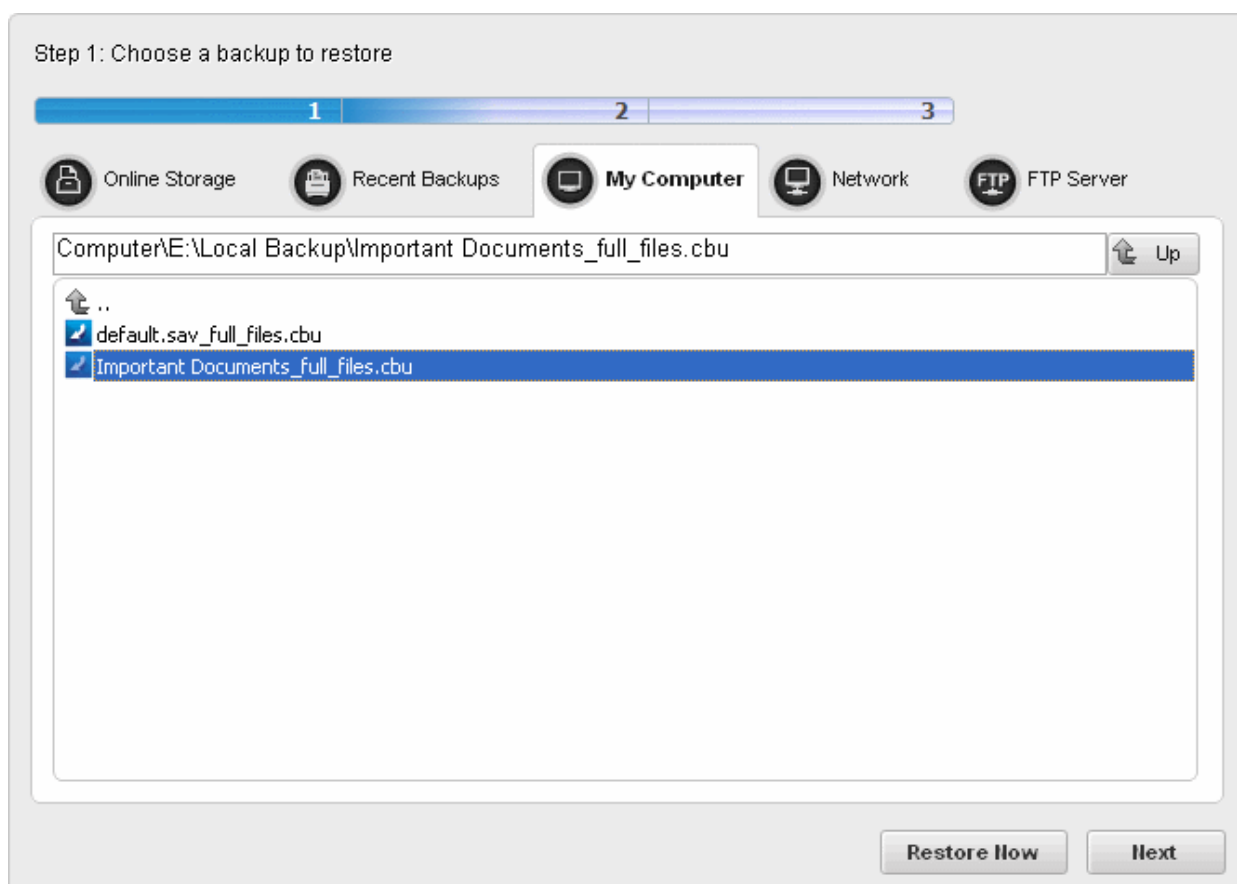 Step 1: Choose a backup to restore
1 2 3
Online Storage Recent Backups My Computer Network FTP FTP Server
Computer\E:\Local Backup\Important Documents_full_files.cbu Up
..
default.sav_full_files.cbu
Important Documents_full_files.cbu
Restore Now Next